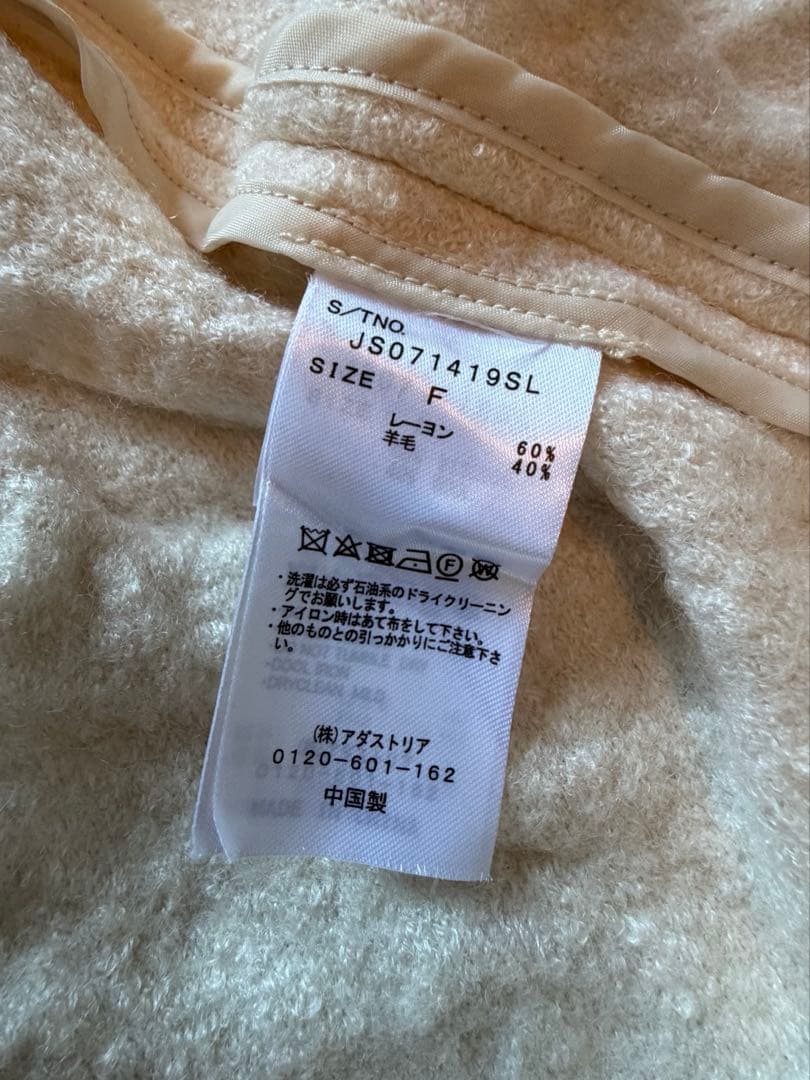 S/TNO.
JS071419SL
SIZE F
レーヨン 60%
羊毛 40%
F W
・洗濯は必ず石油系のドライクリーニン
グでお願いします。
・アイロン時はあて布をして下さい。
・他のものとの引っかかりにご注意下さ
い。
(株)アダストリア
0120-601-162
中国製